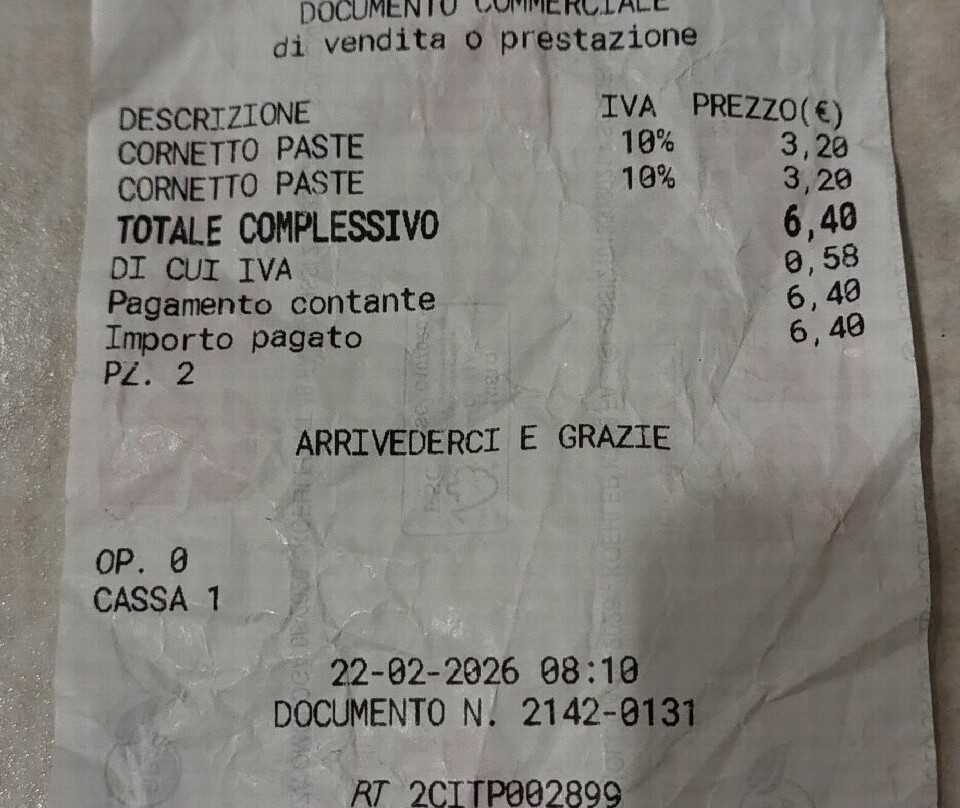 DOCUMENTO COMMERCIALE
di vendita o prestazione
DESCRIZIONE IVA PREZZO(€)
CORNETTO PASTE 10% 3,20
CORNETTO PASTE 10% 3,20
TOTALE COMPLESSIVO 6,40
DI CUI IVA 0,58
Pagamento contante 6,40
Importo pagato 6,40
PZ. 2
ARRIVEDERCI E GRAZIE
OP. 0
CASSA 1
22-02-2026 08:10
DOCUMENTO N. 2142-0131
RT 2CITP002899